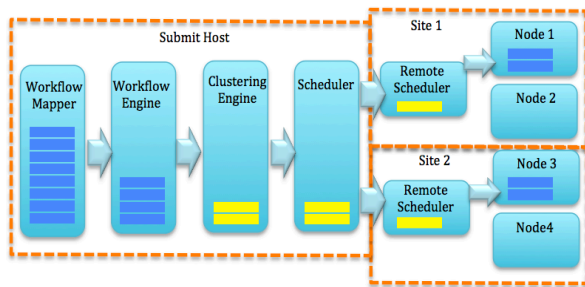 Submit Host
Workflow
Mapper
Workflow
Engine
Clustering
Engine
Scheduler
Site 1
Remote
Scheduler
Node 1
Node 2
Site 2
Remote
Scheduler
Node 3
Node4